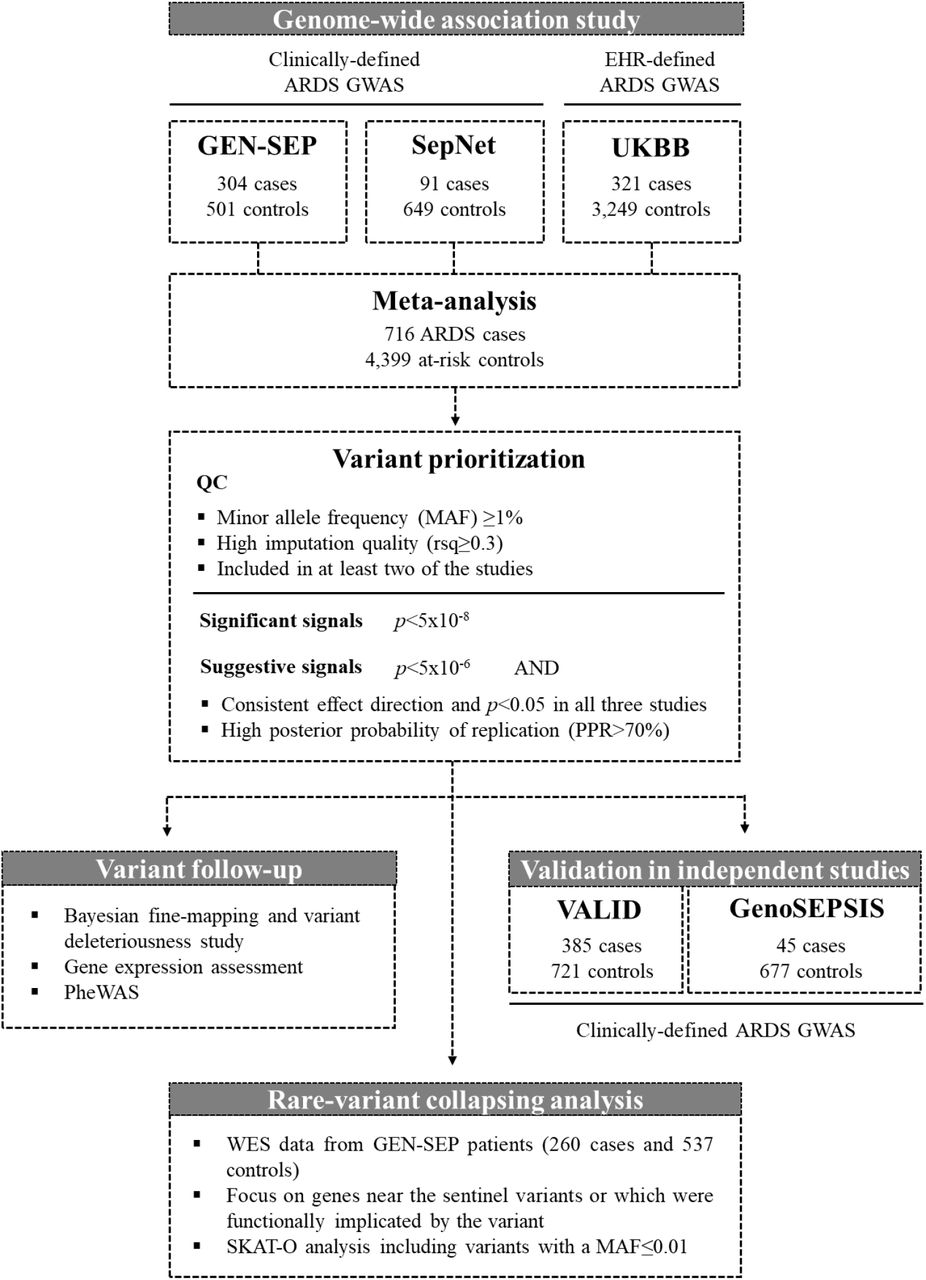 Genome-wide association study
Clinically-defined
ARDS GWAS
EHR-defined
ARDS GWAS
GEN-SEP
304 cases
501 controls
SepNet
91 cases
649 controls
UKBB
321 cases
3,249 controls
Meta-analysis
716 ARDS cases
4,399 at-risk controls
Variant prioritization
QC
▪ Minor allele frequency (MAF) ≥1%
▪ High imputation quality (rsq≥0.3)
▪ Included in at least two of the studies
Significant signals p<5x10⁻⁸
Suggestive signals p<5x10⁻⁶ AND
▪ Consistent effect direction and p<0.05 in all three studies
▪ High posterior probability of replication (PPR>70%)
Variant follow-up
▪ Bayesian fine-mapping and variant
deleteriousness study
▪ Gene expression assessment
▪ PheWAS
Validation in independent studies
VALID
385 cases
721 controls
GenoSEPSIS
45 cases
677 controls
Clinically-defined ARDS GWAS
Rare-variant collapsing analysis
▪ WES data from GEN-SEP patients (260 cases and 537
controls)
▪ Focus on genes near the sentinel variants or which were
functionally implicated by the variant
▪ SKAT-O analysis including variants with a MAF≤0.01